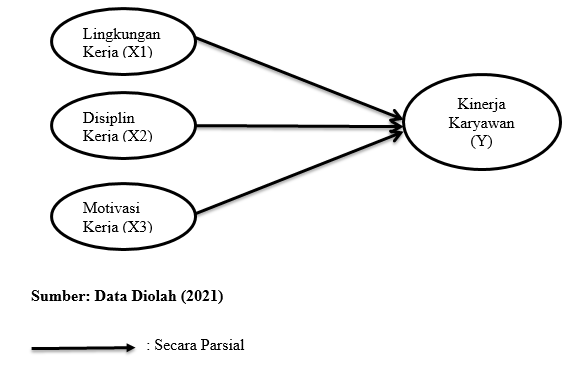 Lingkungan
Kerja (X1)
Disiplin
Kerja (X2)
Motivasi
Kerja (X3)
Kinerja
Karyawan
(Y)
Sumber: Data Diolah (2021)
: Secara Parsial